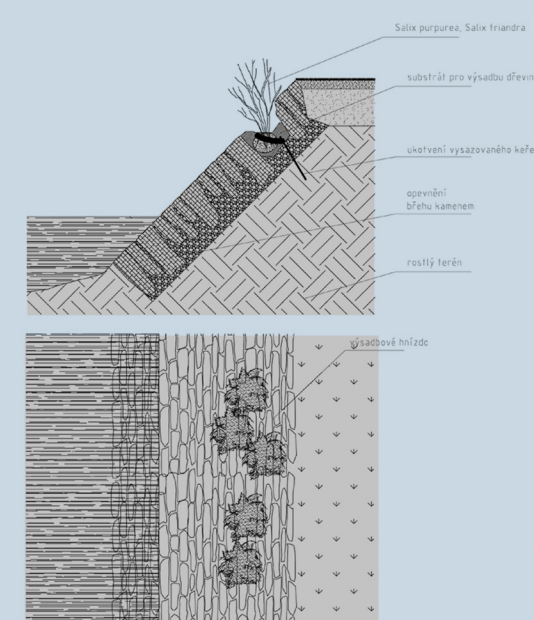 Salix purpurea, Salix triandra
substrát pro výsadbu dřevin
ukotvení vysazovaného keře
opevnění
břehu kamenem
rostlý terén
výsadbové hnízdo